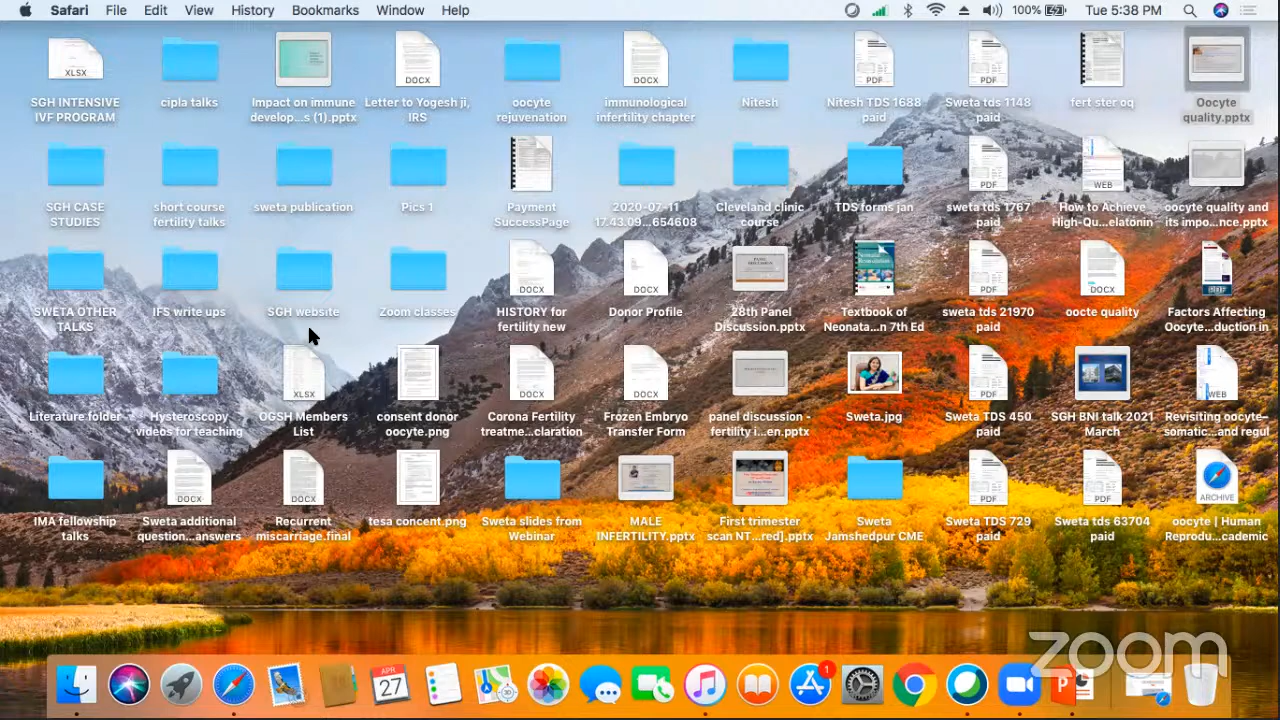 Safari File Edit View History Bookmarks Window Help 100% Tue 5:38 PM
XLSX DOCX DOCX PDF PDF
SGH INTENSIVE IVF PROGRAM
cipla talks
Impact on immune develop...s (1).pptx
Letter to Yogesh ji, IRS
oocyte rejuvenation
immunological infertility chapter
Nitesh
Nitesh TDS 1688 paid
Sweta tds 1148 paid
fert ster oq
Oocyte quality.pptx
PDF WEB
SGH CASE STUDIES
short course fertility talks
sweta publication
Pics 1
Payment SuccessPage
2020-07-11 17.43.09...654608
Cleveland clinic course
TDS forms jan
sweta tds 1767 paid
How to Achieve High-Qu...elatonin
oocyte quality and its impo...nce.pptx
DOCX DOCX PDF DOCX
SWETA OTHER TALKS
IFS write ups
SGH website
Zoom classes
HISTORY for fertility new
Donor Profile
28th Panel Discussion.pptx
Textbook of Neonata...n 7th Ed
sweta tds 21970 paid
oocte quality
Factors Affecting Oocyte...duction in
XLSX DOCX DOCX PDF WEB
Literature folder
Hysteroscopy videos for teaching
OGSH Members List
consent donor oocyte.png
Corona Fertility treatme...claration
Frozen Embryo Transfer Form
panel discussion - fertility i...en.pptx
Sweta.jpg
Sweta TDS 450 paid
SGH BNI talk 2021 March
Revisiting oocyte– somatic...and regul
DOCX DOCX PDF PDF ARCHIVE
IMA fellowship talks
Sweta additional question...answers
Recurrent miscarriage.final
tesa concent.png
Sweta slides from Webinar
MALE INFERTILITY.pptx
First trimester scan NT...red].pptx
Sweta Jamshedpur CME
Sweta TDS 729 paid
Sweta tds 63704 paid
oocyte | Human Reprodu...cademic
zoom
APR
27
1